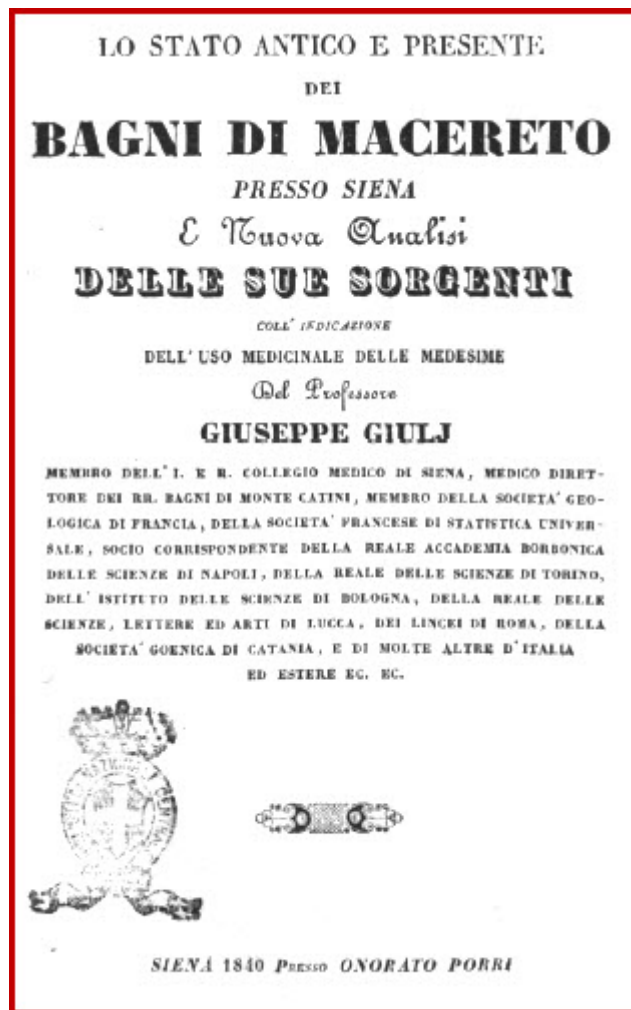 LO STATO ANTICO E PRESENTE
DEI
BAGNI DI MACERETO
PRESSO SIENA
E Nuova Analisi
DELLE SUE SORGENTI
COLL' INDICAZIONE
DELL' USO MEDICINALE DELLE MEDESIME
Del Professore
GIUSEPPE GIULJ
MEMBRO DELL' I. E R. COLLEGIO MEDICO DI SIENA, MEDICO DIRET-
TORE DEI RR. BAGNI DI MONTE CATINI, MEMBRO DELLA SOCIETA' GEO-
LOGICA DI FRANCIA, DELLA SOCIETA' FRANCESE DI STATISTICA UNIVER-
SALE, SOCIO CORRISPONDENTE DELLA REALE ACCADEMIA BORBONICA
DELLE SCIENZE DI NAPOLI, DELLA REALE DELLE SCIENZE DI TORINO,
DELL' ISTITUTO DELLE SCIENZE DI BOLOGNA, DELLA REALE DELLE
SCIENZE, LETTERE ED ARTI DI LUCCA, DEI LINCEI DI ROMA, DELLA
SOCIETA' GOENICA DI CATANIA, E DI MOLTE ALTRE D'ITALIA
ED ESTERE EC. EC.
SIENA 1840 PRESSO ONORATO PORRI